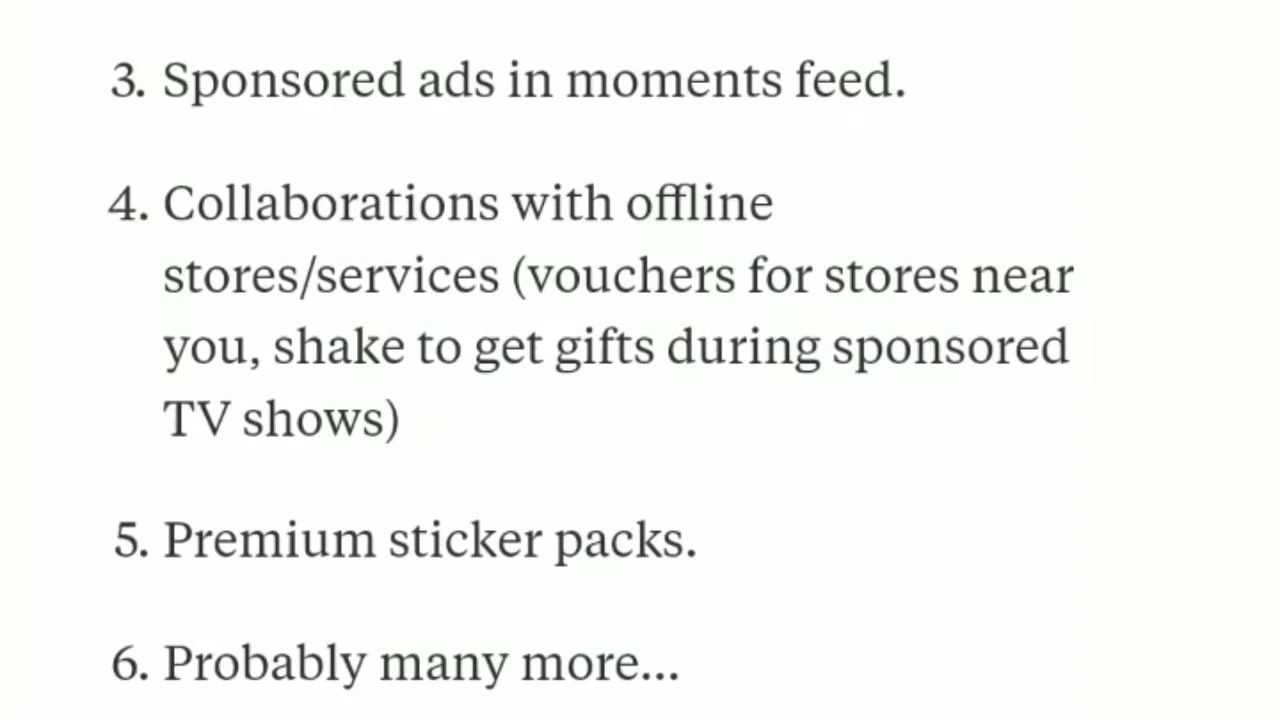 3. Sponsored ads in moments feed.
4. Collaborations with offline
stores/services (vouchers for stores near
you, shake to get gifts during sponsored
TV shows)
5. Premium sticker packs.
6. Probably many more...